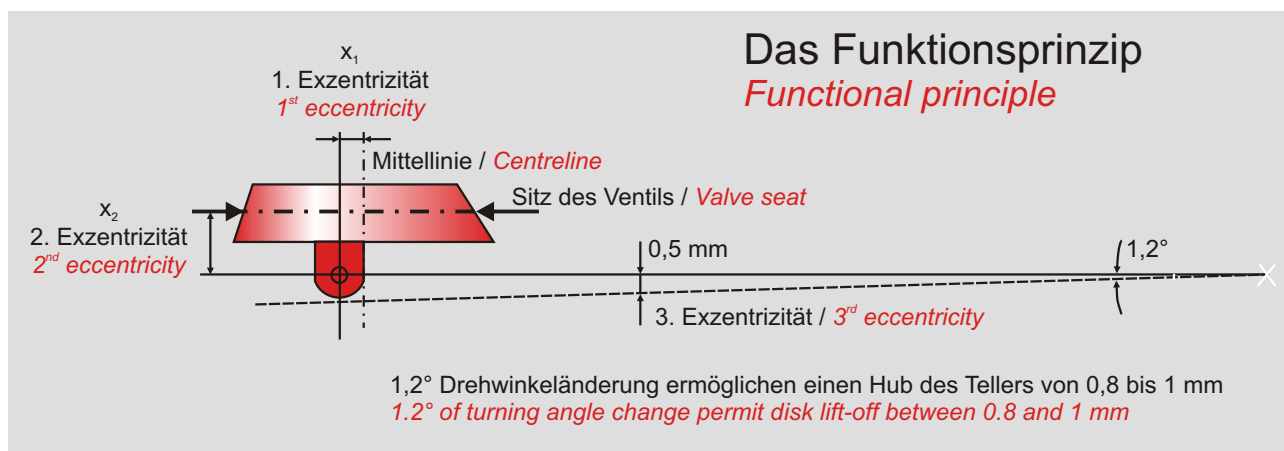 Das Funktionsprinzip
Functional principle
x₁
1. Exzentrizität
1ˢᵗ eccentricity
Mittellinie / Centreline
Sitz des Ventils / Valve seat
x₂
2. Exzentrizität
2ⁿᵈ eccentricity
0,5 mm
1,2°
3. Exzentrizität / 3ʳᵈ eccentricity
1,2° Drehwinkeländerung ermöglichen einen Hub des Tellers von 0,8 bis 1 mm
1.2° of turning angle change permit disk lift-off between 0.8 and 1 mm